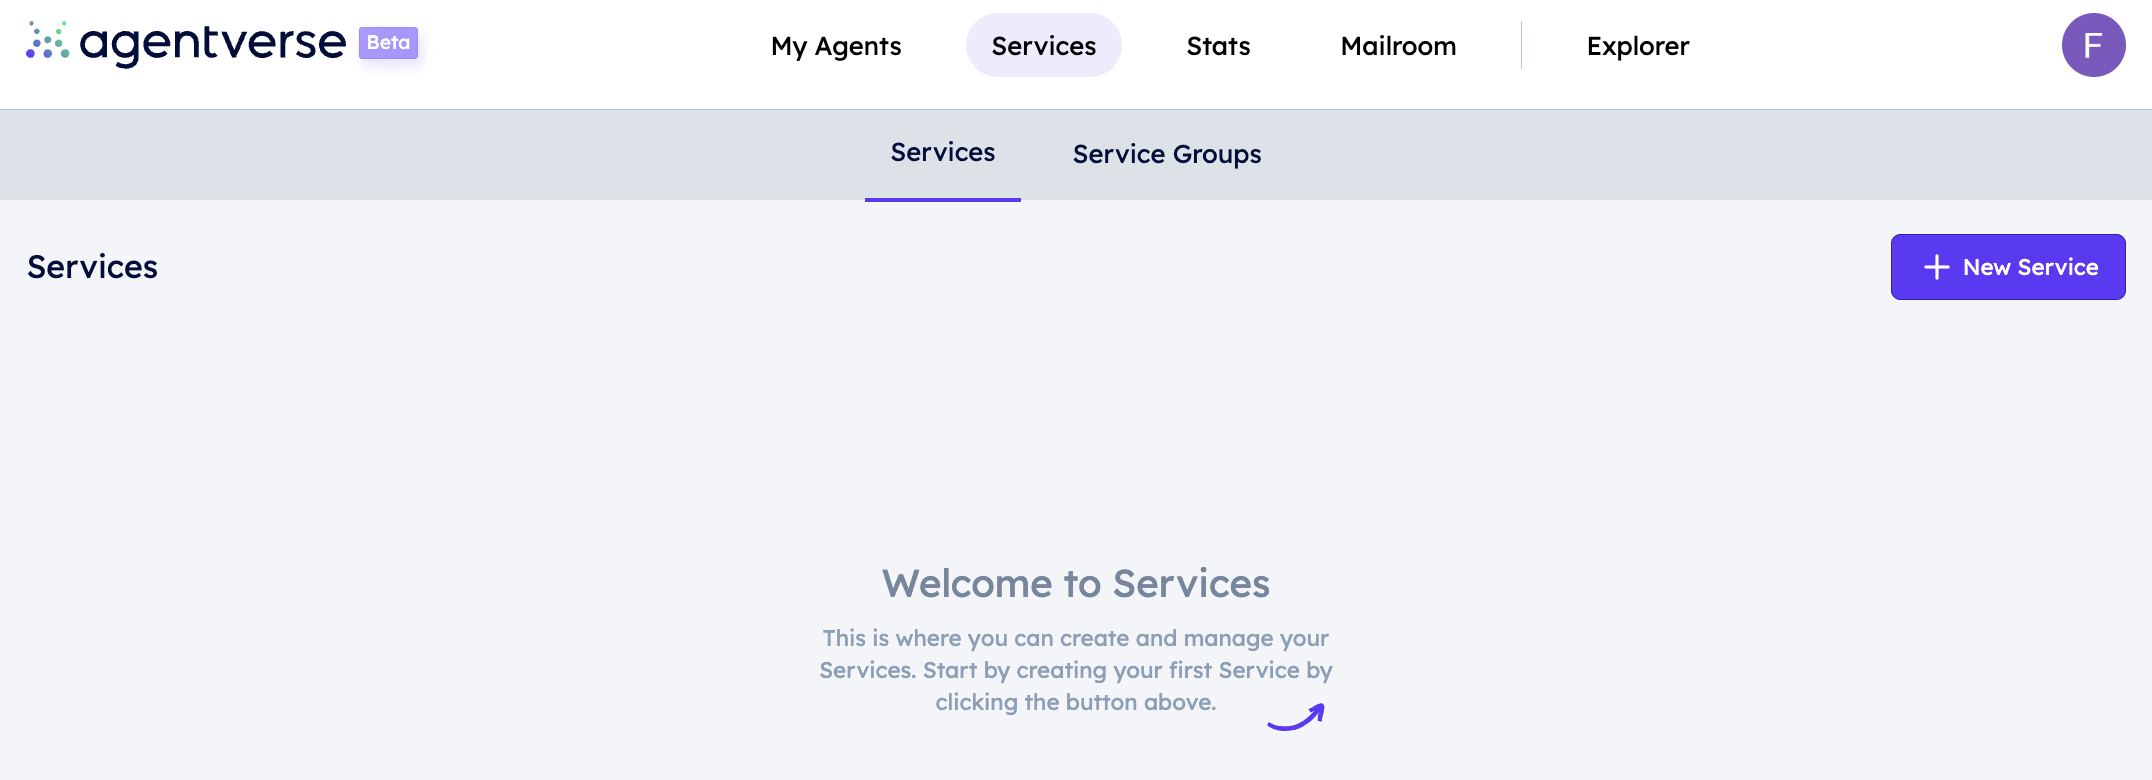 agentverse Beta
My Agents Services Stats Mailroom Explorer F
Services Service Groups
Services
New Service
Welcome to Services
This is where you can create and manage your
Services. Start by creating your first Service by
clicking the button above.